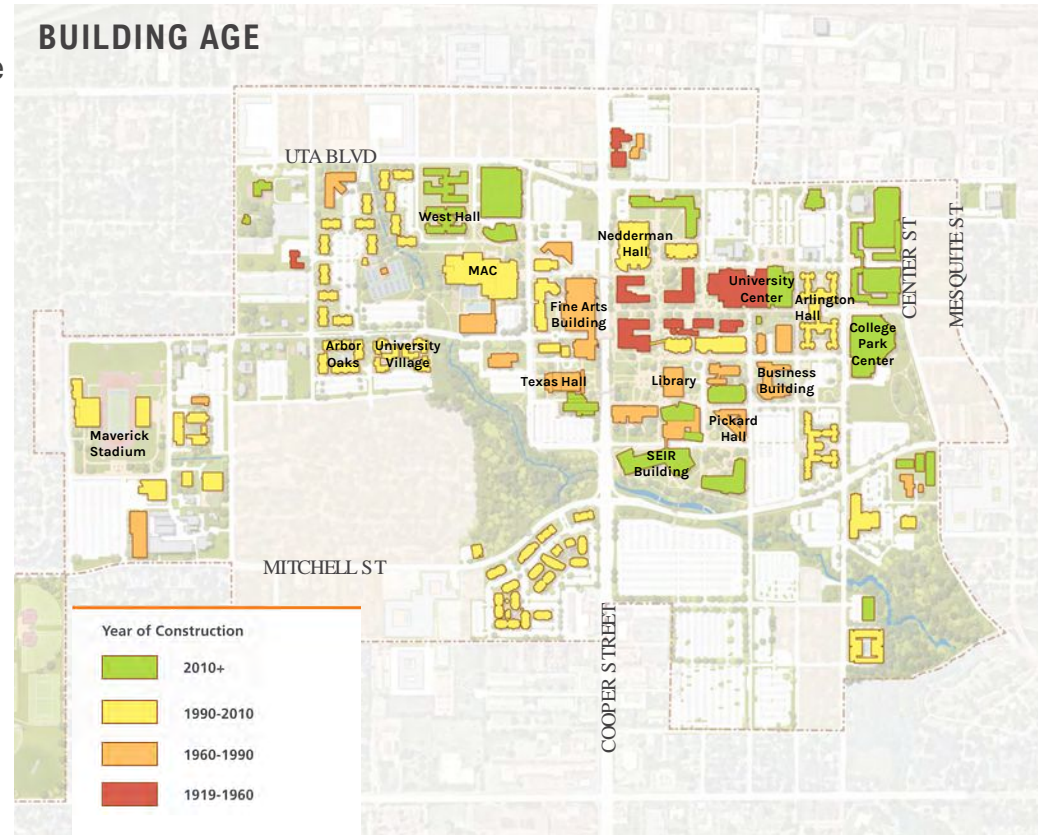 BUILDING AGE
e
UTA BLVD
West Hall
Nedderman
Hall
MAC
University
Center
Arlington
Hall
CENTER ST
MESQUITE ST
Fine Arts
Building
College
Park
Center
Arbor
Oaks
University
Village
Texas Hall
Library
Business
Building
Pickard
Hall
Maverick
Stadium
SEIR
Building
MITCHELL ST
COOPER STREET
Year of Construction
2010+
1990-2010
1960-1990
1919-1960